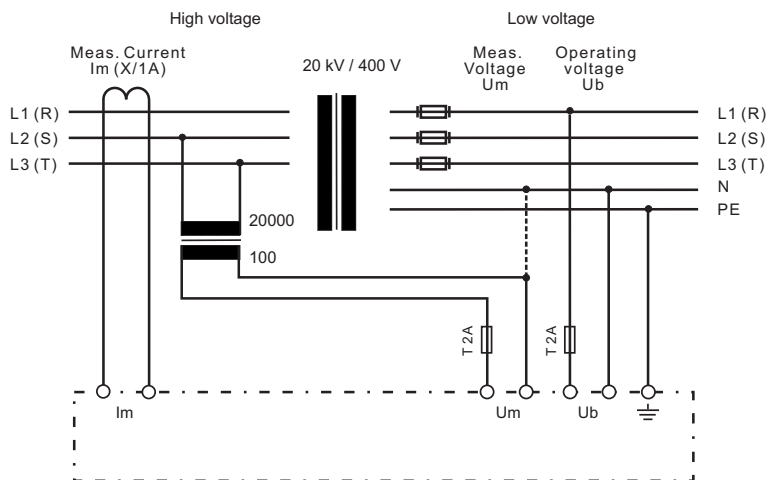 High voltage
Low voltage
Meas. Current
Im (X/1A)
20 kV / 400 V
Meas.
Voltage
Um
Operating
voltage
Ub
L1 (R)
L2 (S)
L3 (T)
L1 (R)
L2 (S)
L3 (T)
N
PE
20000
100
T 2A
T 2A
Im
Um
Ub